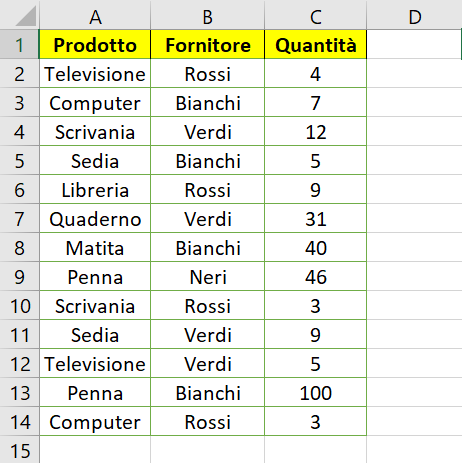 A B C D
1 Prodotto Fornitore Quantità
2 Televisione Rossi 4
3 Computer Bianchi 7
4 Scrivania Verdi 12
5 Sedia Bianchi 5
6 Libreria Rossi 9
7 Quaderno Verdi 31
8 Matita Bianchi 40
9 Penna Neri 46
10 Scrivania Rossi 3
11 Sedia Verdi 9
12 Televisione Verdi 5
13 Penna Bianchi 100
14 Computer Rossi 3
15